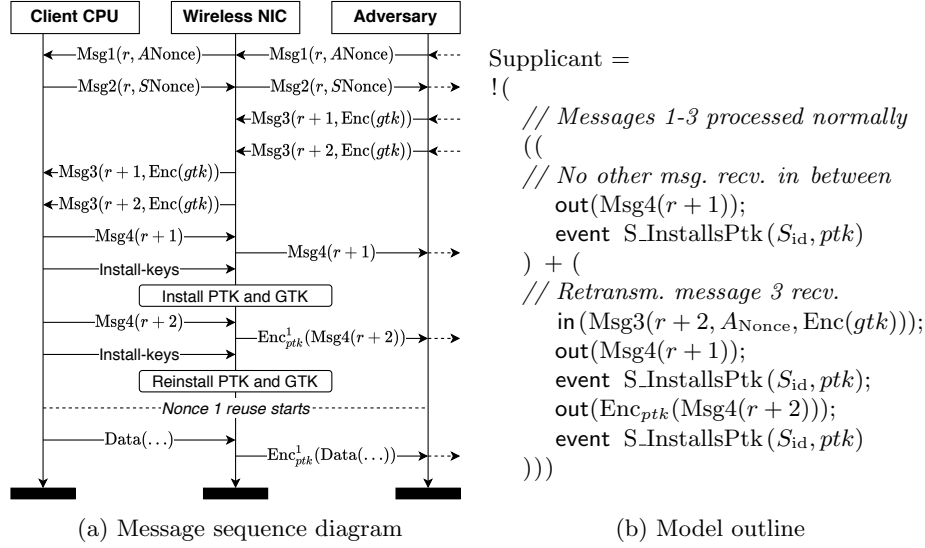 Client CPU Wireless NIC Adversary
Msg1(r, ANonce) Msg1(r, ANonce)
Msg2(r, SNonce) Msg2(r, SNonce)
Msg3(r + 1, Enc(gtk))
Msg3(r + 2, Enc(gtk))
Msg3(r + 1, Enc(gtk))
Msg3(r + 2, Enc(gtk))
Msg4(r + 1)
Msg4(r + 1)
Install-keys
Install PTK and GTK
Msg4(r + 2)
Enc¹ₚₜₖ(Msg4(r + 2))
Install-keys
Reinstall PTK and GTK
Nonce 1 reuse starts
Data(...)
Enc¹ₚₜₖ(Data(...))
(a) Message sequence diagram
Supplicant =
!(
// Messages 1-3 processed normally
((
// No other msg. recv. in between
out(Msg4(r + 1));
event S_InstallsPtk(S_id, ptk)
) + (
// Retransm. message 3 recv.
in(Msg3(r + 2, A_Nonce, Enc(gtk)));
out(Msg4(r + 1));
event S_InstallsPtk(S_id, ptk);
out(Encₚₜₖ(Msg4(r + 2)));
event S_InstallsPtk(S_id, ptk)
)))
(b) Model outline